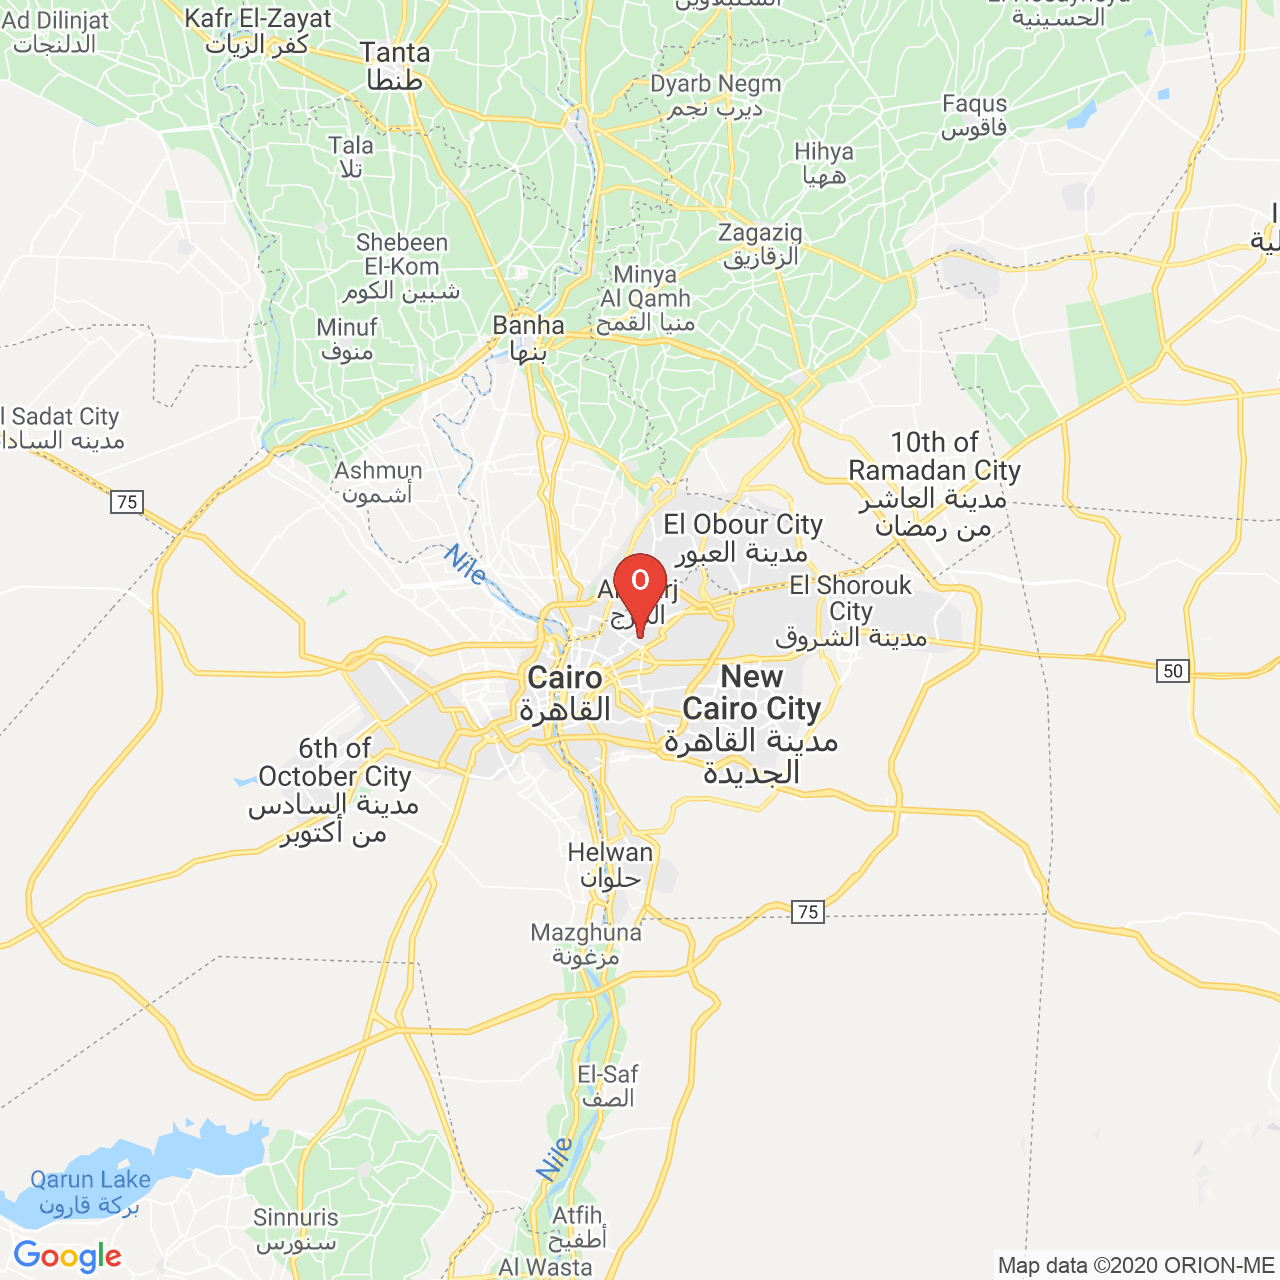 Ad Dilinjat
الدلنجات
Kafr El-Zayat
كفر الزيات
Tanta
طنطا
الحسينية
Dyarb Negm
ديرب نجم
Faqus
فاقوس
Tala
تلا
Hihya
ههيا
Shebeen
El-Kom
شبين الكوم
Zagazig
الزقازيق
Minya
Al Qamh
منيا القمح
Minuf
منوف
Banha
بنها
l Sadat City
مدينه السادا
Ashmun
أشمون
10th of
Ramadan City
مدينة العاشر
من رمضان
75
El Obour City
مدينة العبور
Nile
O
El Shorouk
City
مدينة الشروق
50
Cairo
القاهرة
New
Cairo City
مدينة القاهرة
الجديدة
6th of
October City
مدينة السادس
من أكتوبر
Helwan
حلوان
75
Mazghuna
مزغونة
El-Saf
الصف
Nile
Qarun Lake
بركة قارون
Sinnuris
سنورس
Atfih
أطفيح
Al Wasta
Google
Map data ©2020 ORION-ME